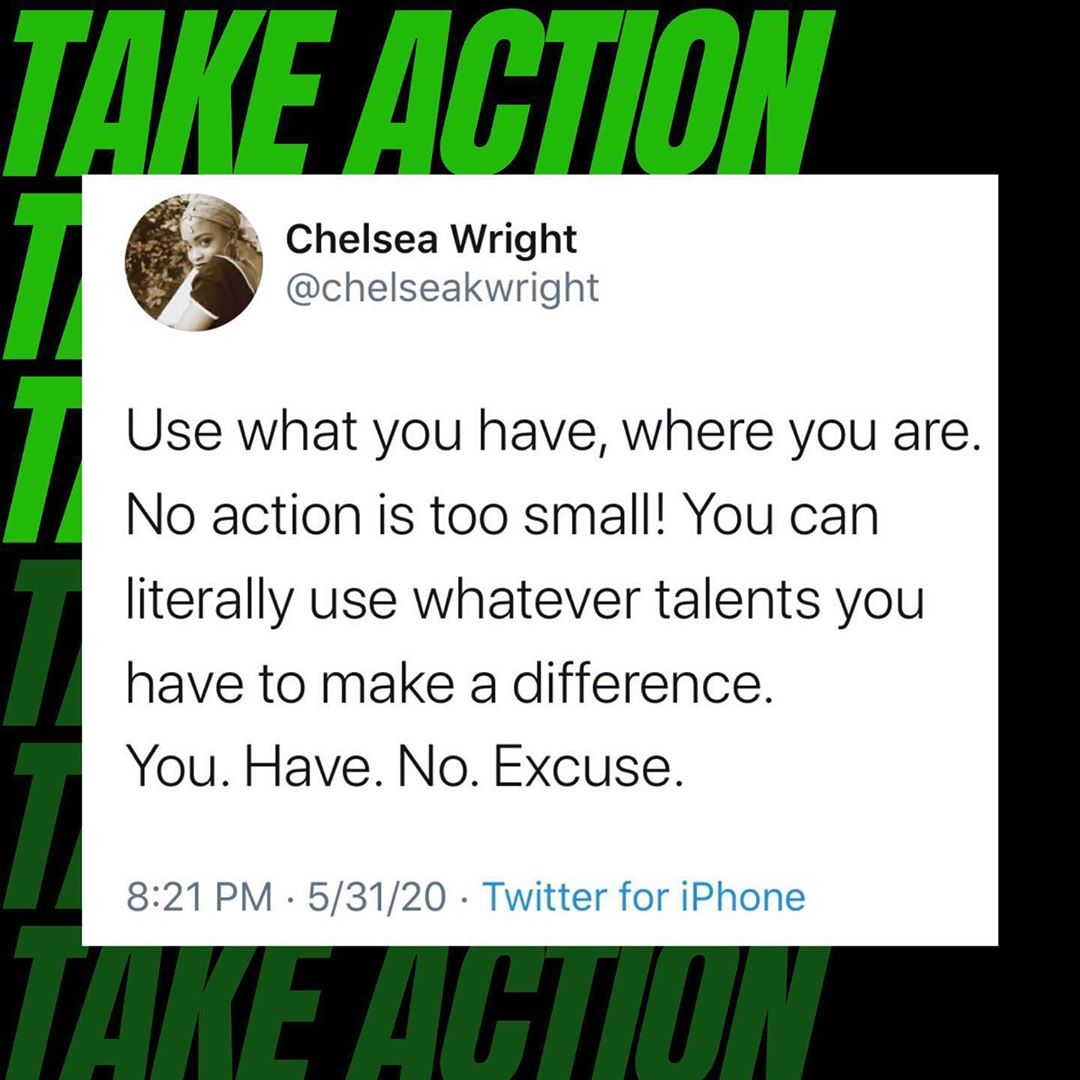 TAKE ACTION
T
Chelsea Wright
@chelseakwright
T
Use what you have, where you are.
No action is too small! You can
literally use whatever talents you
T
have to make a difference.
You. Have. No. Excuse.
T
8:21 PM · 5/31/20 · Twitter for iPhone
TAKE ACTION